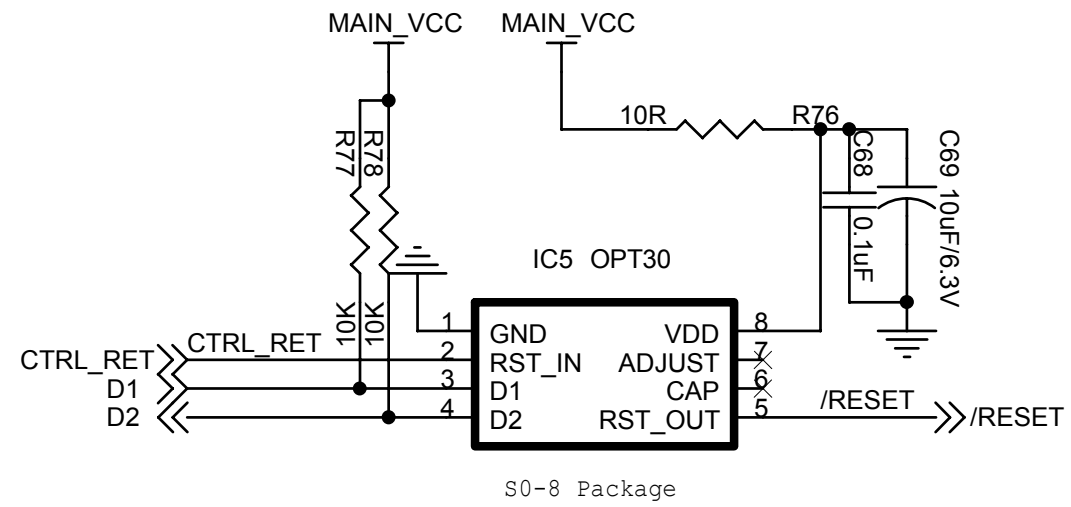 MAIN_VCC MAIN_VCC
10R R76
R77 R78 C68 C69 10uF/6.3V
0.1uF
IC5 OPT30
10K 10K
1 GND VDD 8
CTRL_RET CTRL_RET 2 RST_IN ADJUST 7
D1 3 D1 CAP 6
D2 4 D2 RST_OUT 5 /RESET /RESET
S0-8 Package